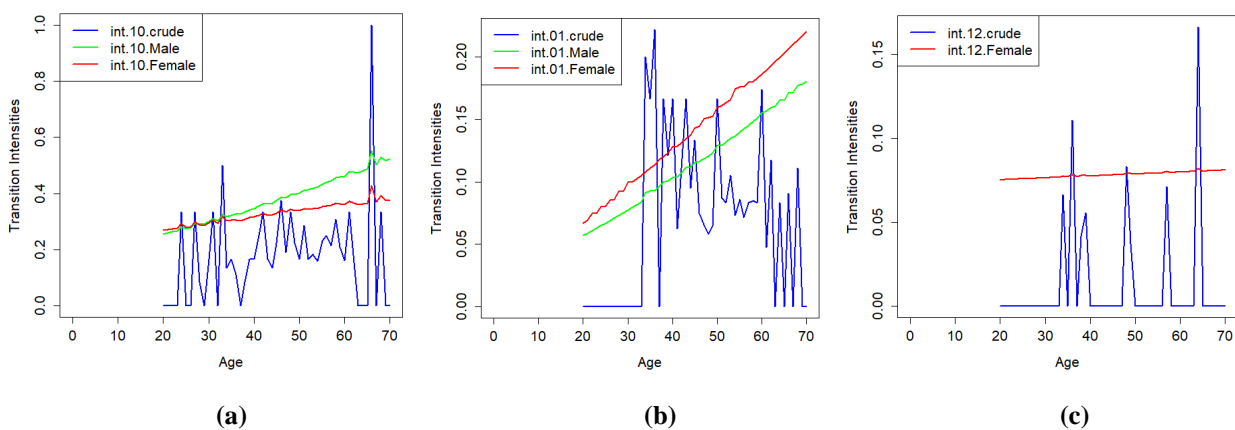 int.10.crude
int.10.Male
int.10.Female
Transition Intensities
0.0 0.2 0.4 0.6 0.8 1.0
0 10 20 30 40 50 60 70
Age
(a)
int.01.crude
int.01.Male
int.01.Female
Transition Intensities
0.00 0.05 0.10 0.15 0.20
0 10 20 30 40 50 60 70
Age
(b)
int.12.crude
int.12.Female
Transition Intensities
0.00 0.05 0.10 0.15
0 10 20 30 40 50 60 70
Age
(c)